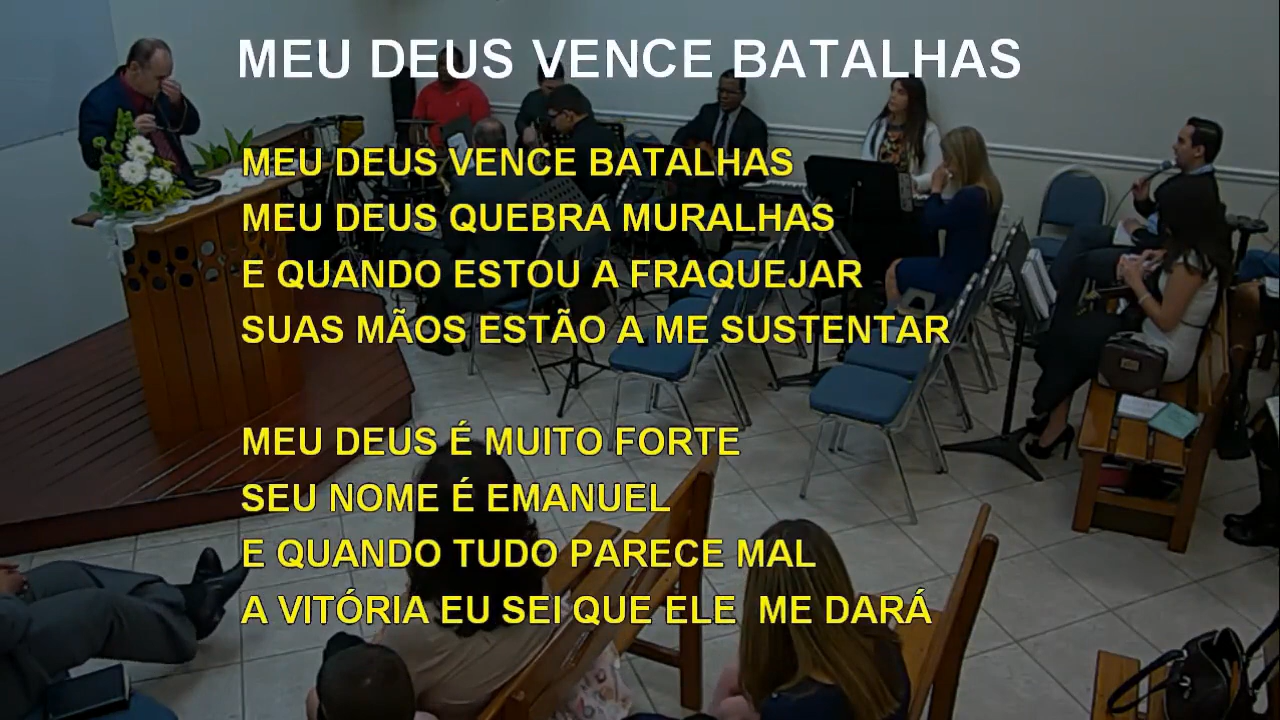 MEU DEUS VENCE BATALHAS
MEU DEUS VENCE BATALHAS
MEU DEUS QUEBRA MURALHAS
E QUANDO ESTOU A FRAQUEJAR
SUAS MÃOS ESTÃO A ME SUSTENTAR
MEU DEUS É MUITO FORTE
SEU NOME É EMANUEL
E QUANDO TUDO PARECE MAL
A VITÓRIA EU SEI QUE ELE  ME DARÁ